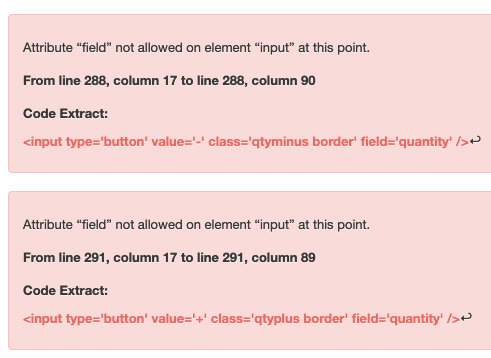 Attribute “field” not allowed on element “input” at this point.
From line 288, column 17 to line 288, column 90
Code Extract:
<input type='button' value='-' class='qtyminus border' field='quantity' />↩
Attribute “field” not allowed on element “input” at this point.
From line 291, column 17 to line 291, column 89
Code Extract:
<input type='button' value='+' class='qtyplus border' field='quantity' />↩